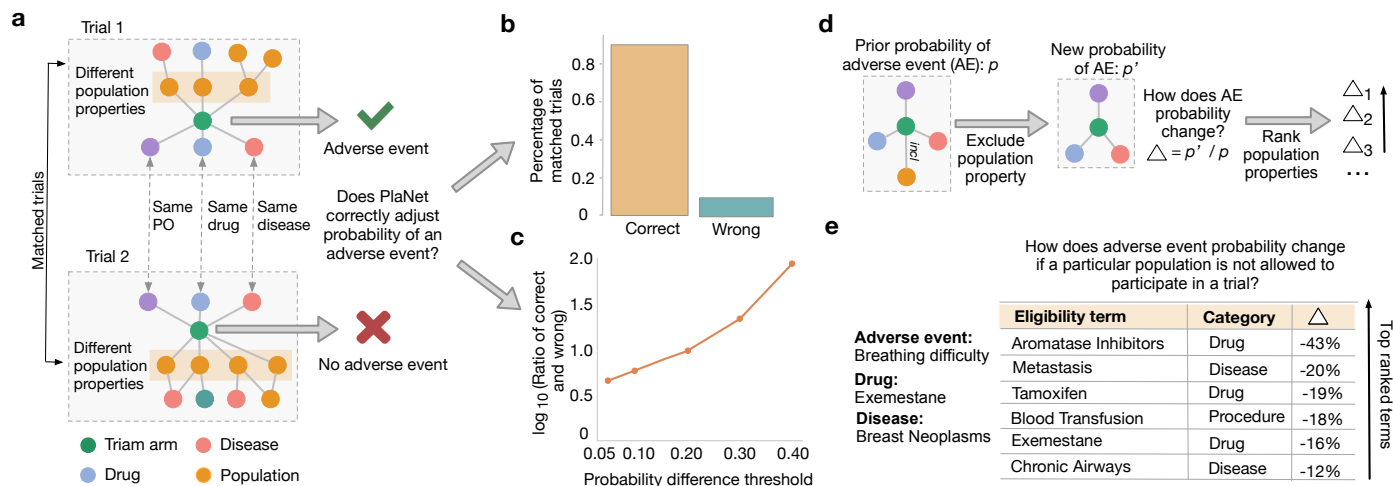 a
Trial 1
Different
population
properties
Adverse event
Matched trials
Same
PO
Same
drug
Same
disease
Does PlaNet
correctly adjust
probability of an
adverse event?
Trial 2
Different
population
properties
No adverse event
Triam arm
Disease
Drug
Population
b
Percentage of
matched trials
0.8
0.6
0.4
0.2
0
Correct
Wrong
c
log 10 (Ratio of correct
and wrong)
2.0
1.5
1.0
0.5
0
0.05
0.10
0.20
0.30
0.40
Probability difference threshold
d
Prior probability of
adverse event (AE): p
incl
Exclude
population
property
New probability
of AE: p’
How does AE
probability
change?
△ = p’ / p
Rank
population
properties
△1
△2
△3
...
e
How does adverse event probability change
if a particular population is not allowed to
participate in a trial?
Adverse event:
Breathing difficulty
Drug:
Exemestane
Disease:
Breast Neoplasms
Eligibility term Category △
Aromatase Inhibitors Drug -43%
Metastasis Disease -20%
Tamoxifen Drug -19%
Blood Transfusion Procedure -18%
Exemestane Drug -16%
Chronic Airways Disease -12%
Top ranked terms